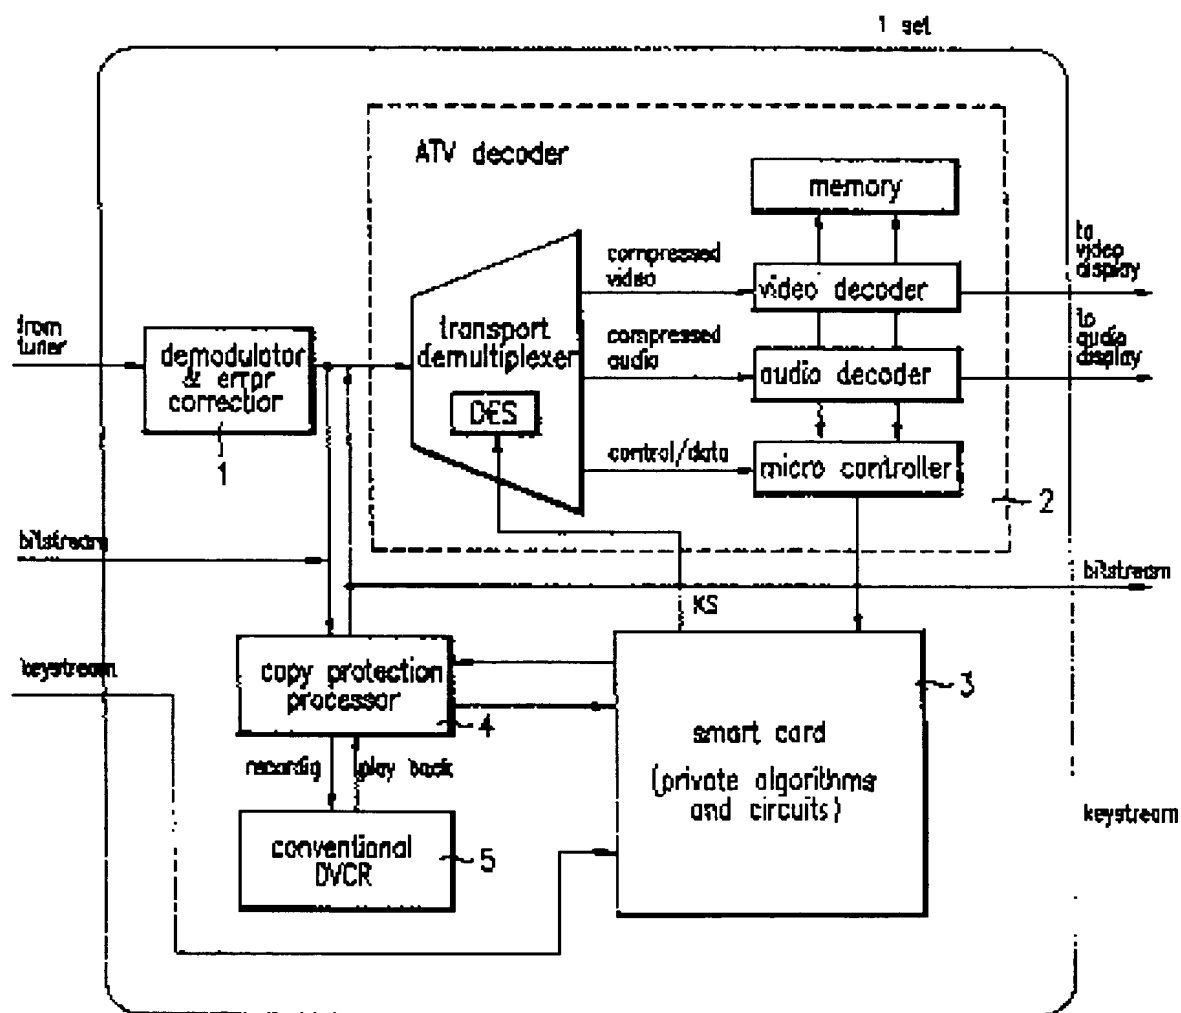 1 set
ATV decoder
memory
compressed
video
video decoder
to
video
display
from
tuner
transport
demultiplexer
compressed
audio
audio decoder
to
audio
display
demodulator
& error
correction
DES
control/data
micro controller
1
2
bitstream
bitstream
KS
keystream
copy protection
processor
4
3
smart card
(private algorithms
and circuits)
recordig
play back
keystream
conventional
DVCR
5